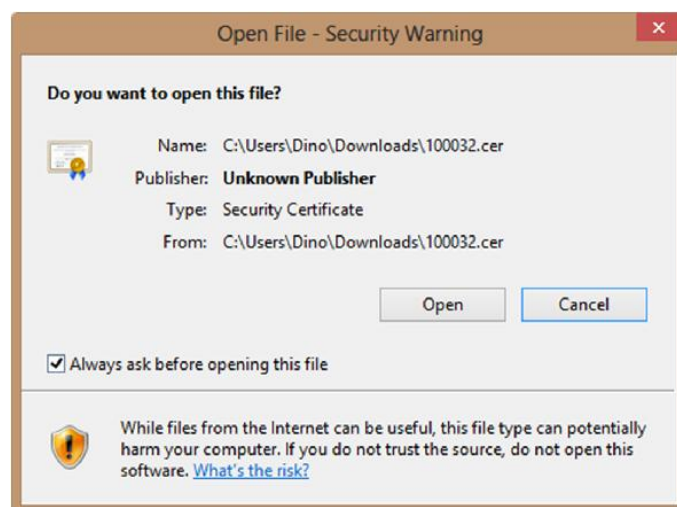 Open File - Security Warning
Do you want to open this file?
Name: C:\Users\Dino\Downloads\100032.cer
Publisher: Unknown Publisher
Type: Security Certificate
From: C:\Users\Dino\Downloads\100032.cer
Open Cancel
Always ask before opening this file
While files from the Internet can be useful, this file type can potentially
harm your computer. If you do not trust the source, do not open this
software. What's the risk?